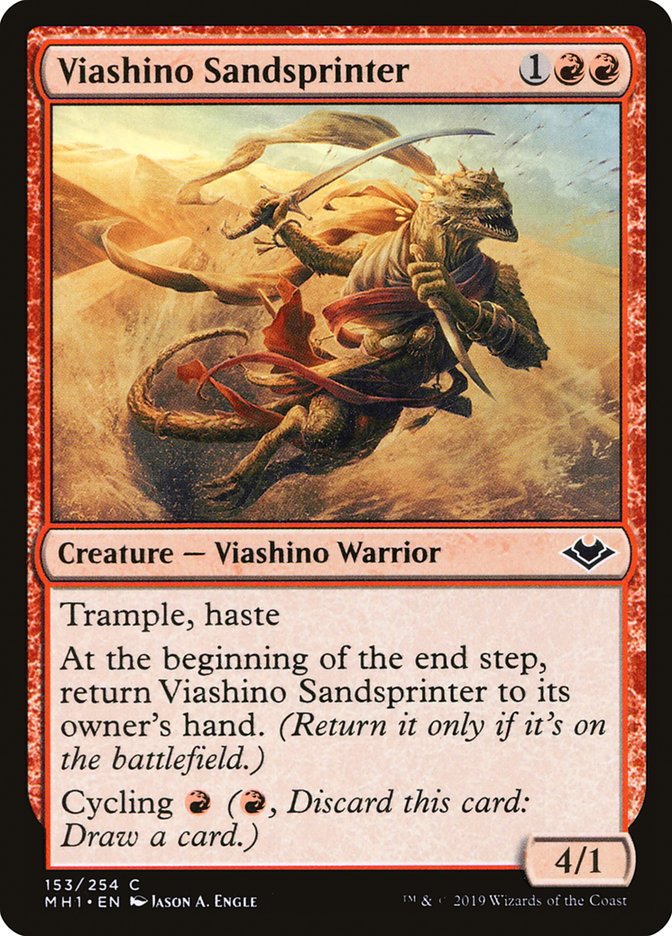 Viashino Sandsprinter 1
Creature — Viashino Warrior
Trample, haste
At the beginning of the end step,
return Viashino Sandsprinter to its
owner's hand. (Return it only if it's on
the battlefield.)
Cycling (, Discard this card:
Draw a card.)
4/1
153/254 C
MH1 • EN Jason A. Engle
™ & © 2019 Wizards of the Coast